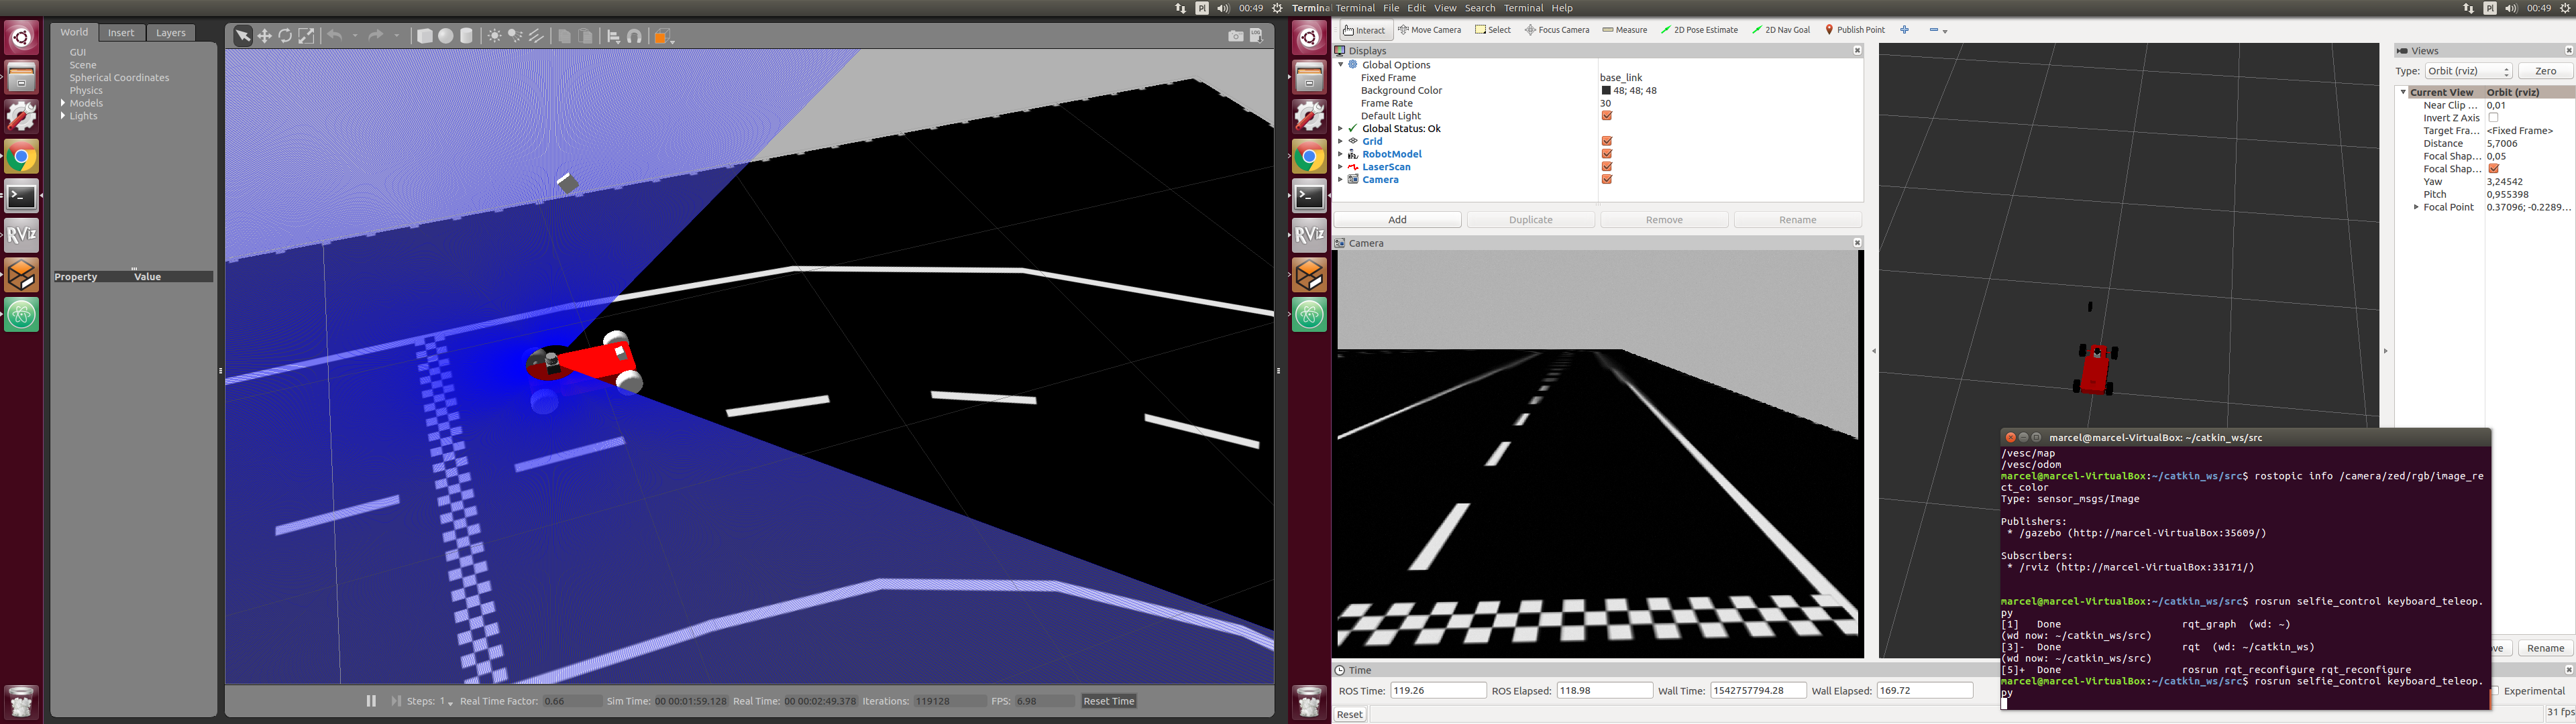 Pl 00:49
World Insert Layers
GUI
Scene
Spherical Coordinates
Physics
Models
Lights
Property Value
LOG
Steps: 1 Real Time Factor: 0.66 Sim Time: 00 00:01:59.128 Real Time: 00 00:02:49.378 Iterations: 119128 FPS: 6.98 Reset Time
RViz
Terminal Terminal File Edit View Search Terminal Help
Pl 00:49
Interact Move Camera Select Focus Camera Measure 2D Pose Estimate 2D Nav Goal Publish Point
Displays
Global Options
Fixed Frame base_link
Background Color 48; 48; 48
Frame Rate 30
Default Light
Global Status: Ok
Grid
RobotModel
LaserScan
Camera
Add Duplicate Remove Rename
Camera
RViz
Views
Type: Orbit (rviz) Zero
Current View Orbit (rviz)
Near Clip ... 0,01
Invert Z Axis
Target Fra... <Fixed Frame>
Distance 5,7006
Focal Shap... 0,05
Focal Shap...
Yaw 3,24542
Pitch 0,955398
Focal Point 0.37096; -0.2289...
marcel@marcel-VirtualBox: ~/catkin_ws/src
/vesc/map
/vesc/odom
marcel@marcel-VirtualBox:~/catkin_ws/src$ rostopic info /camera/zed/rgb/image_re
ct_color
Type: sensor_msgs/Image
Publishers:
* /gazebo (http://marcel-VirtualBox:35609/)
Subscribers:
* /rviz (http://marcel-VirtualBox:33171/)
marcel@marcel-VirtualBox:~/catkin_ws/src$ rosrun selfie_control keyboard_teleop.
py
[1] Done rqt_graph (wd: ~)
(wd now: ~/catkin_ws/src)
[3]- Done rqt (wd: ~/catkin_ws)
(wd now: ~/catkin_ws/src)
[5]+ Done rosrun rqt_reconfigure rqt_reconfigure
marcel@marcel-VirtualBox:~/catkin_ws/src$ rosrun selfie_control keyboard_teleop.
py
ve Rename
Time
ROS Time: 119.26 ROS Elapsed: 118.98 Wall Time: 1542757794.28 Wall Elapsed: 169.72 Experimental
Reset 31 fps